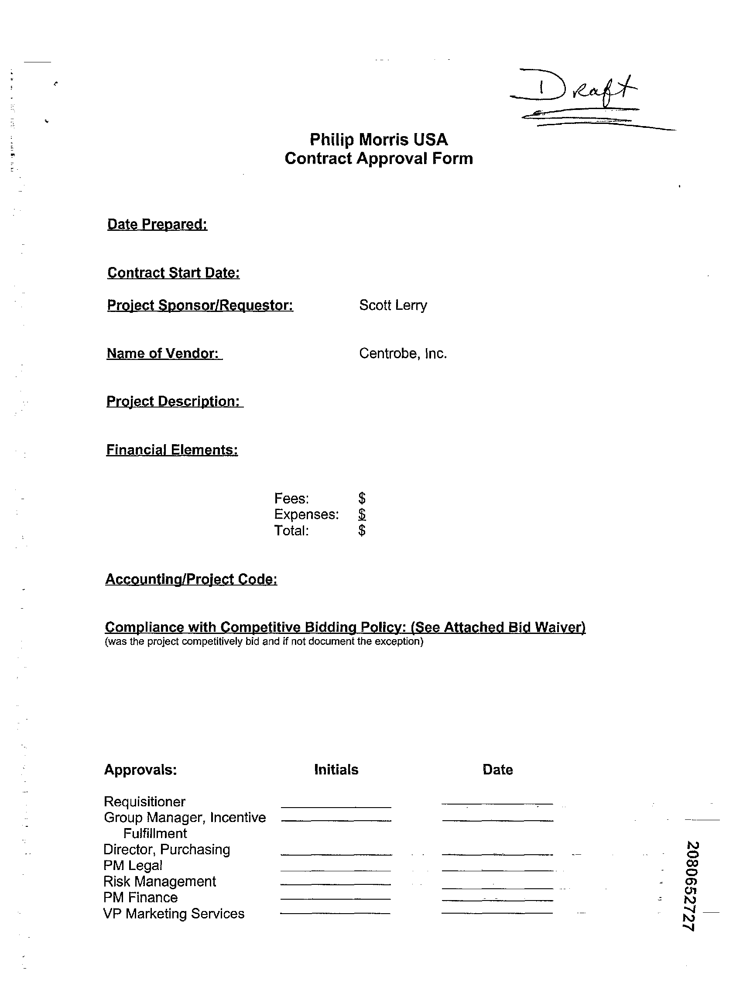 Draft
Philip Morris USA
Contract Approval Form
Date Prepared:
Contract Start Date:
Project Sponsor/Requestor: Scott Lerry
Name of Vendor: Centrobe, Inc.
Project Description:
Financial Elements:
Fees: $
Expenses: $
Total: $
Accounting/Project Code:
Compliance with Competitive Bidding Policy: (See Attached Bid Waiver)
(was the project competitively bid and if not document the exception)
Approvals: Initials Date
Requisitioner
Group Manager, Incentive
Fulfillment
Director, Purchasing
PM Legal
Risk Management
PM Finance
VP Marketing Services
2080652727